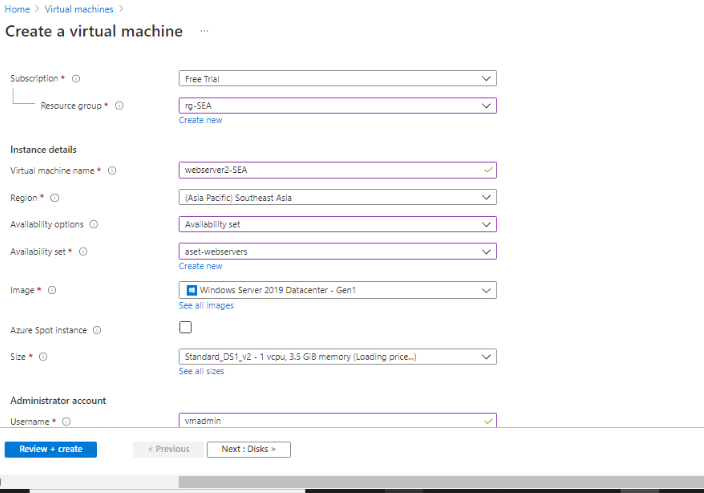 Home > Virtual machines >
Create a virtual machine ...
Subscription * Free Trial
Resource group * rg-SEA
Create new
Instance details
Virtual machine name * webserver2-SEA
Region * (Asia Pacific) Southeast Asia
Availability options Availability set
Availability set * aset-webservers
Create new
Image * Windows Server 2019 Datacenter - Gen1
See all images
Azure Spot instance
Size * Standard_DS1_v2 - 1 vcpu, 3.5 GiB memory (Loading price...)
See all sizes
Administrator account
Username * vmadmin
Review + create < Previous Next : Disks >